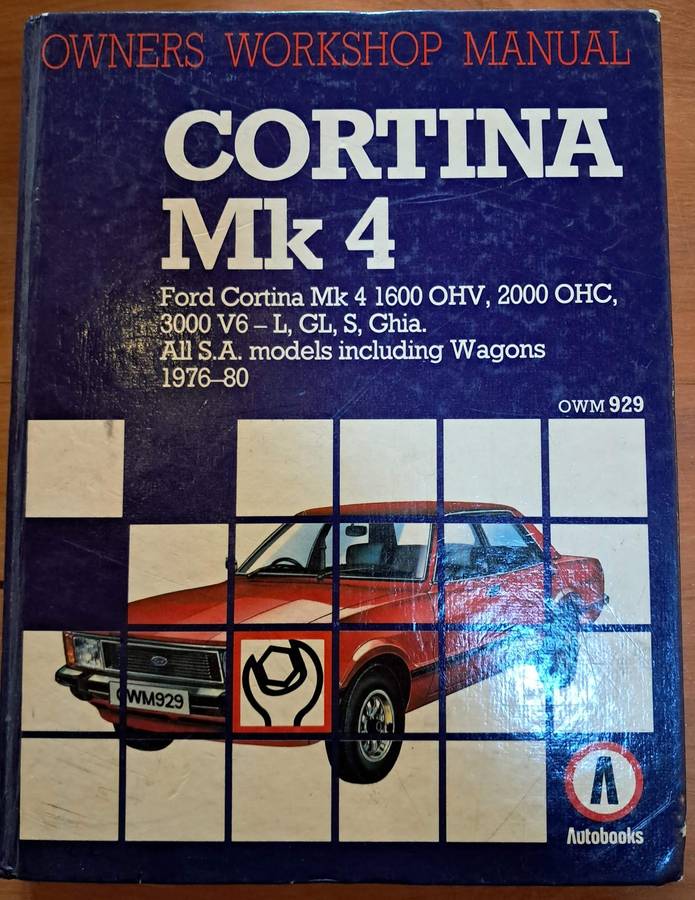 OWNERS WORKSHOP MANUAL
CORTINA
Mk 4
Ford Cortina Mk 4 1600 OHV, 2000 OHC,
3000 V6 – L, GL, S, Ghia.
All S.A. models including Wagons
1976–80
OWM 929
Ford
OWM929
Autobooks